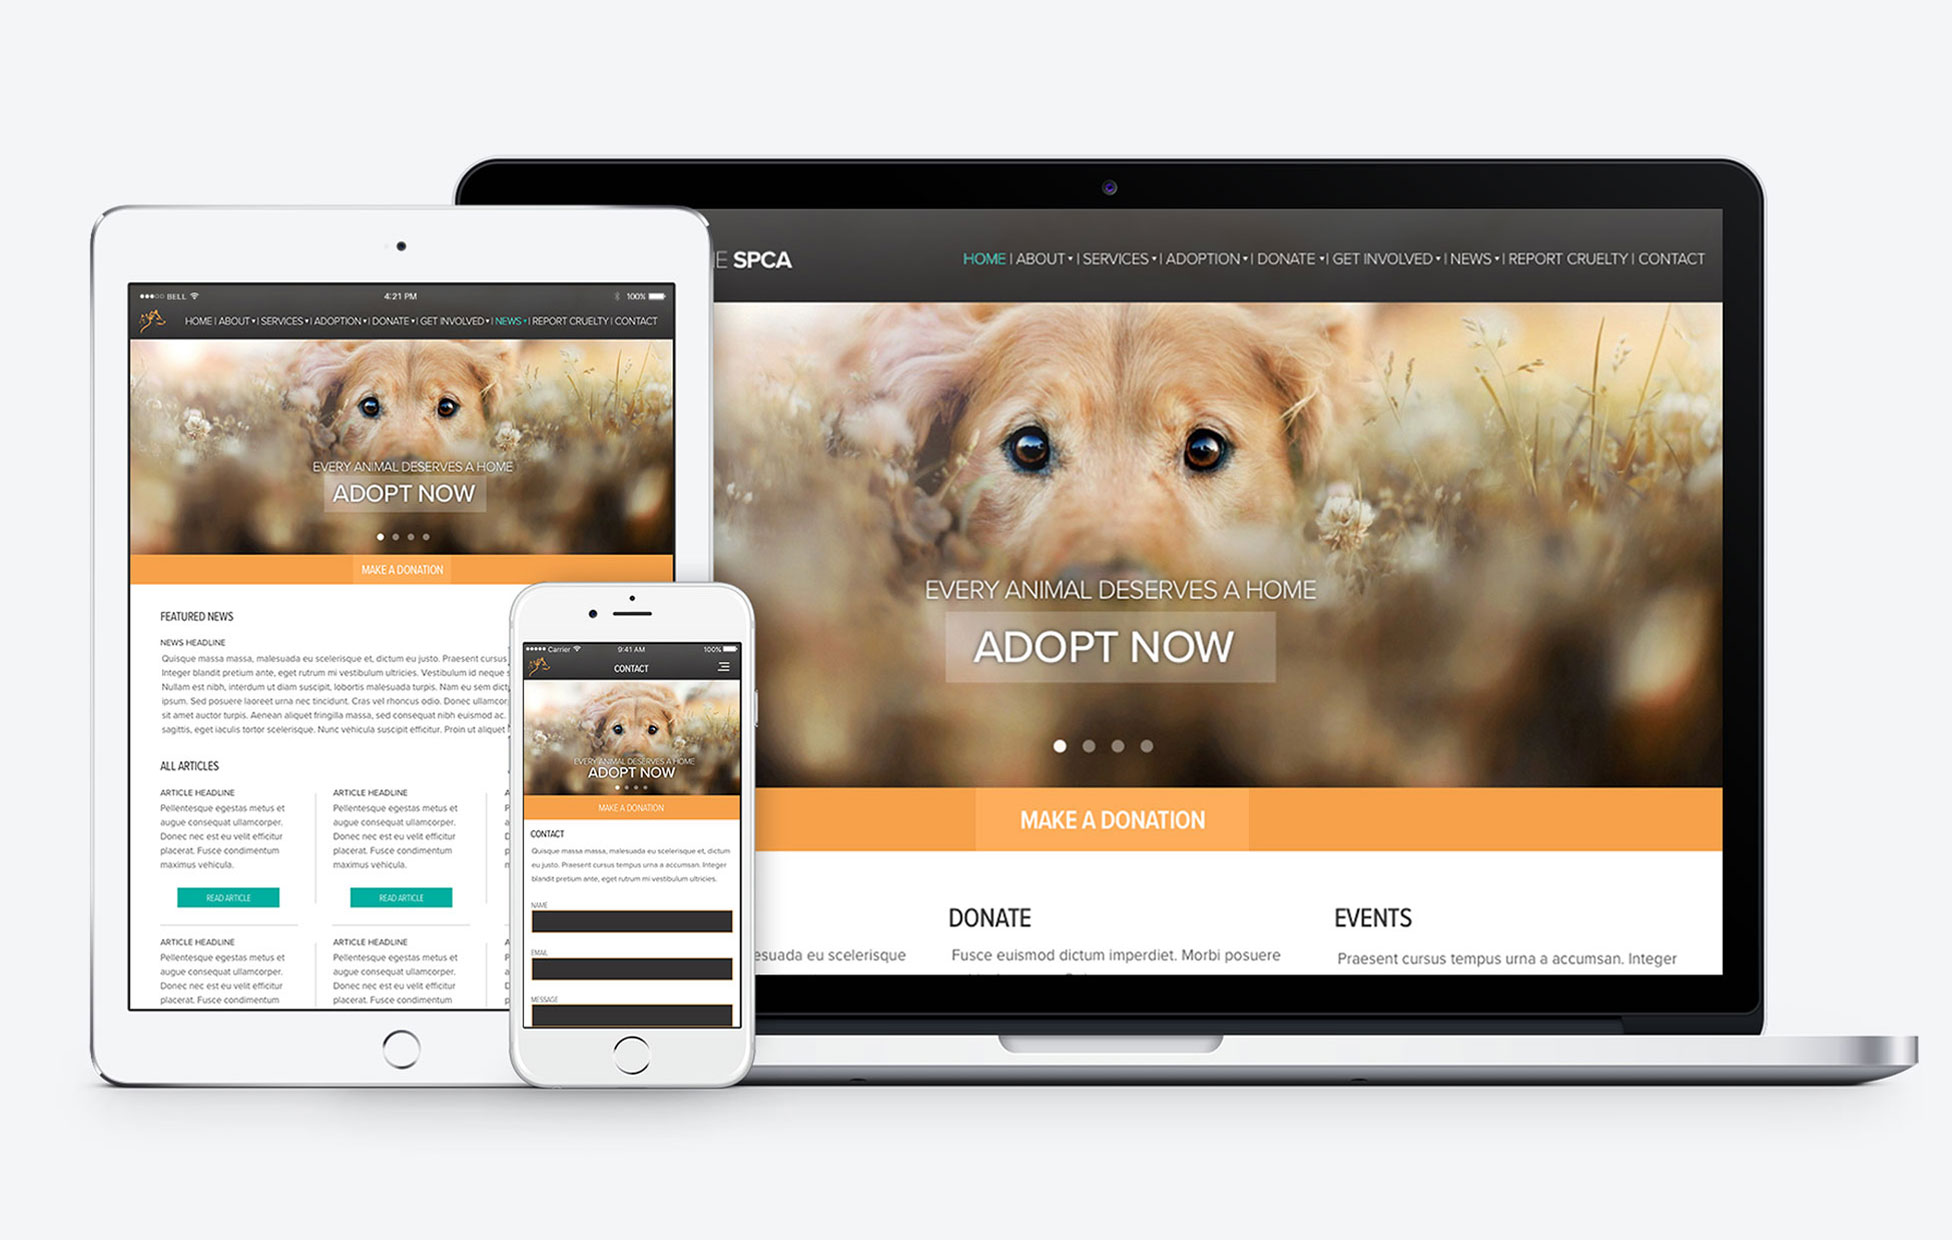 SPCA
HOME | ABOUT ▾ | SERVICES ▾ | ADOPTION ▾ | DONATE ▾ | GET INVOLVED ▾ | NEWS ▾ | REPORT CRUELTY | CONTACT
EVERY ANIMAL DESERVES A HOME
ADOPT NOW
MAKE A DONATION
DONATE
EVENTS
eu scelerisque
Fusce euismod dictum imperdiet. Morbi posuere
Praesent cursus tempus urna a accumsan. Integer
BELL 4:21 PM 100%
HOME | ABOUT ▾ | SERVICES ▾ | ADOPTION ▾ | DONATE ▾ | GET INVOLVED ▾ | NEWS ▾ | REPORT CRUELTY | CONTACT
EVERY ANIMAL DESERVES A HOME
ADOPT NOW
MAKE A DONATION
FEATURED NEWS
NEWS HEADLINE
Quisque massa massa, malesuada eu scelerisque et, dictum eu justo. Praesent cursus
Integer blandit pretium ante, eget rutrum mi vestibulum ultricies. Vestibulum id neque
Nullam est nibh, interdum ut diam suscipit, lobortis malesuada turpis. Nam eu sem
ipsum. Sed posuere laoreet urna nec tincidunt. Cras vel rhoncus odio. Donec
sit amet auctor turpis. Aenean aliquet fringilla massa, sed consequat nibh euismod ac.
sagittis, eget iaculis tortor scelerisque. Nunc vehicula suscipit efficitur. Proin ut aliquet
ALL ARTICLES
ARTICLE HEADLINE
Pellentesque egestas metus et
augue consequat ullamcorper.
Donec nec est eu velit efficitur
placerat. Fusce condimentum
maximus vehicula.
READ ARTICLE
ARTICLE HEADLINE
Pellentesque egestas metus et
augue consequat ullamcorper.
Donec nec est eu velit efficitur
placerat. Fusce condimentum
maximus vehicula.
READ ARTICLE
ARTICLE HEADLINE
Pellentesque egestas metus et
augue consequat ullamcorper.
Donec nec est eu velit efficitur
placerat. Fusce condimentum
ARTICLE HEADLINE
Pellentesque egestas metus et
augue consequat ullamcorper.
Donec nec est eu velit efficitur
placerat. Fusce condimentum
Carrier 9:41 AM 100%
CONTACT
EVERY ANIMAL DESERVES A HOME
ADOPT NOW
MAKE A DONATION
CONTACT
Quisque massa massa, malesuada eu scelerisque et, dictum
eu justo. Praesent cursus tempus urna a accumsan. Integer
blandit pretium ante, eget rutrum mi vestibulum ultricies.
NAME
EMAIL
MESSAGE